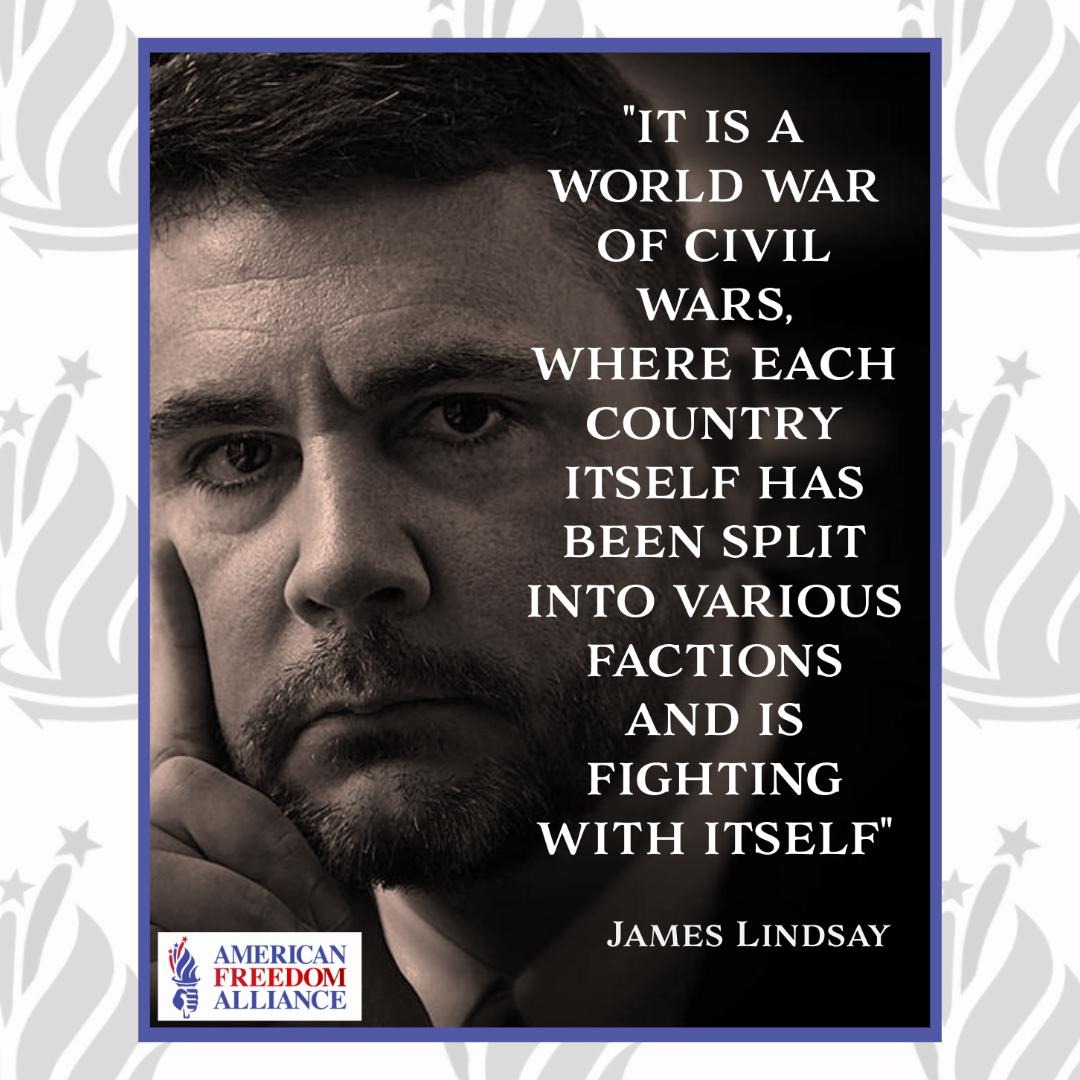 "IT IS A
WORLD WAR
OF CIVIL
WARS,
WHERE EACH
COUNTRY
ITSELF HAS
BEEN SPLIT
INTO VARIOUS
FACTIONS
AND IS
FIGHTING
WITH ITSELF"
JAMES LINDSAY
AMERICAN
FREEDOM
ALLIANCE